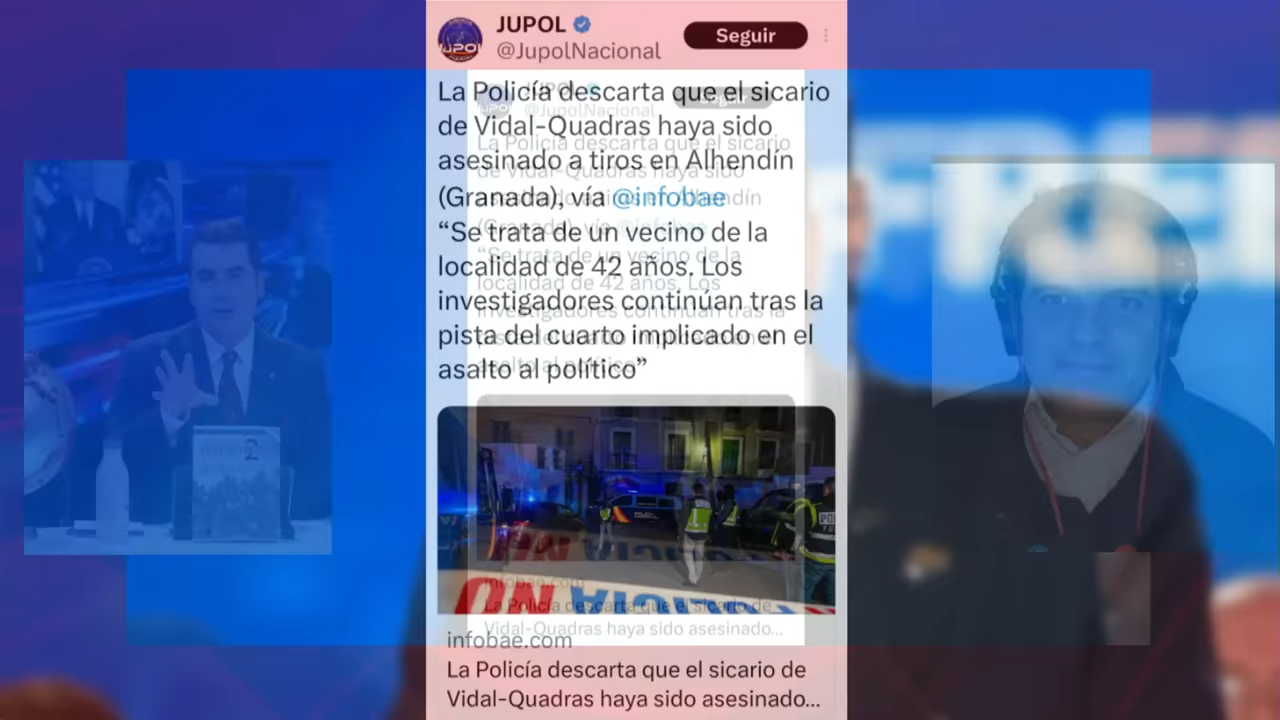 JUPOL
@JupolNacional
Seguir
La Policía descarta que el sicario
de Vidal-Quadras haya sido
asesinado a tiros en Alhendín
(Granada), vía @infobae
“Se trata de un vecino de la
localidad de 42 años. Los
investigadores continúan tras la
pista del cuarto implicado en el
asalto al político”
NO
infobae.com
La Policía descarta que el sicario de
Vidal-Quadras haya sido asesinado...